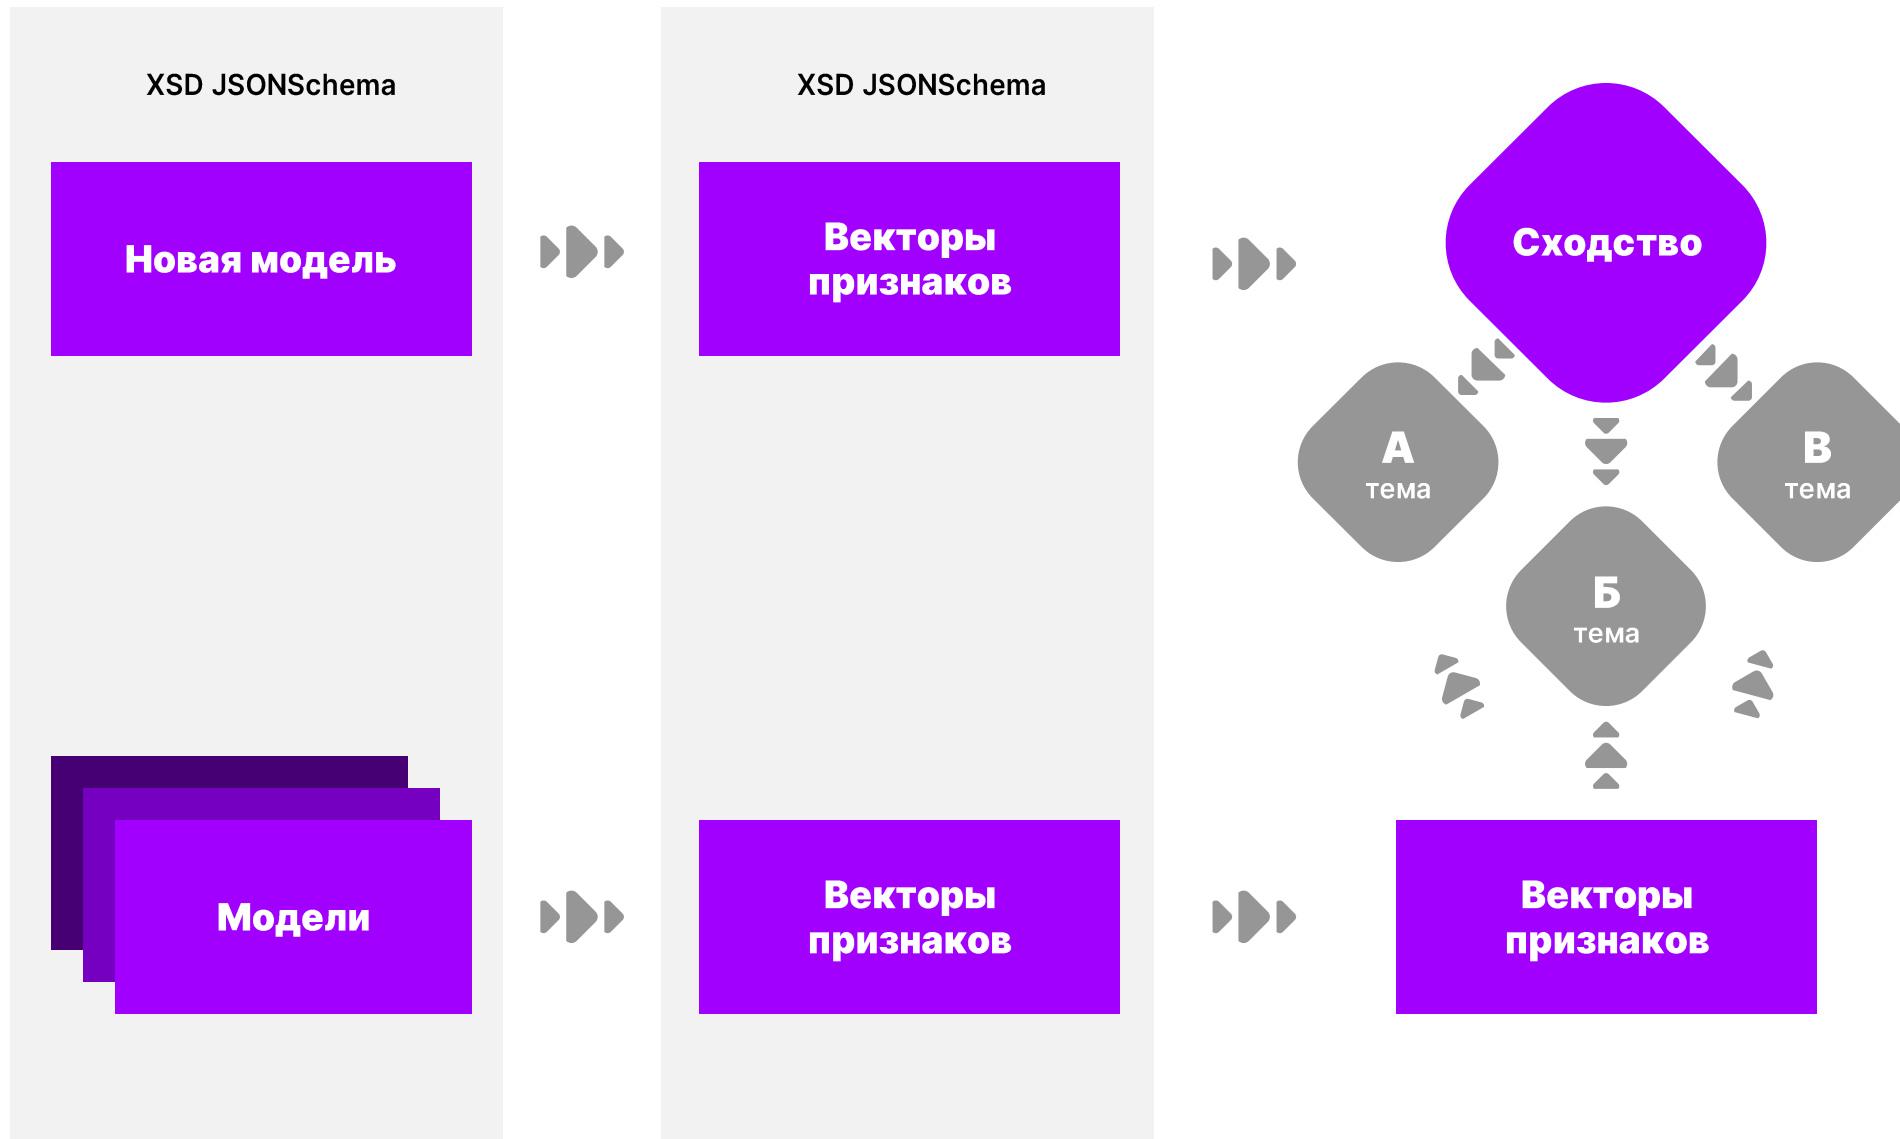 XSD JSONSchema
XSD JSONSchema
Новая модель
Векторы
признаков
Сходство
А
тема
В
тема
Б
тема
Модели
Векторы
признаков
Векторы
признаков